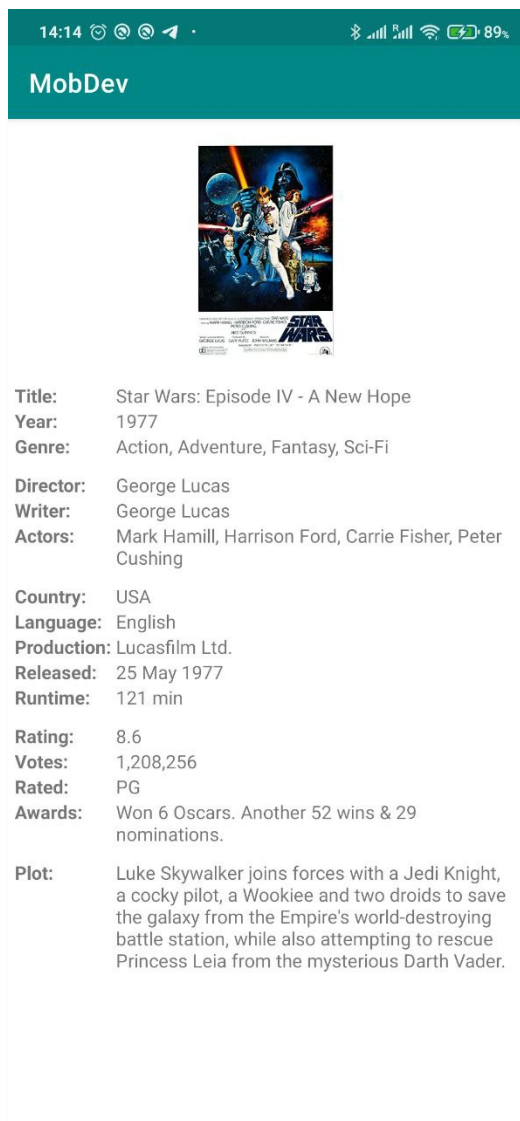 14:14
89%
MobDev
STAR
WARS
Title: Star Wars: Episode IV - A New Hope
Year: 1977
Genre: Action, Adventure, Fantasy, Sci-Fi
Director: George Lucas
Writer: George Lucas
Actors: Mark Hamill, Harrison Ford, Carrie Fisher, Peter
Cushing
Country: USA
Language: English
Production: Lucasfilm Ltd.
Released: 25 May 1977
Runtime: 121 min
Rating: 8.6
Votes: 1,208,256
Rated: PG
Awards: Won 6 Oscars. Another 52 wins & 29
nominations.
Plot: Luke Skywalker joins forces with a Jedi Knight,
a cocky pilot, a Wookiee and two droids to save
the galaxy from the Empire's world-destroying
battle station, while also attempting to rescue
Princess Leia from the mysterious Darth Vader.